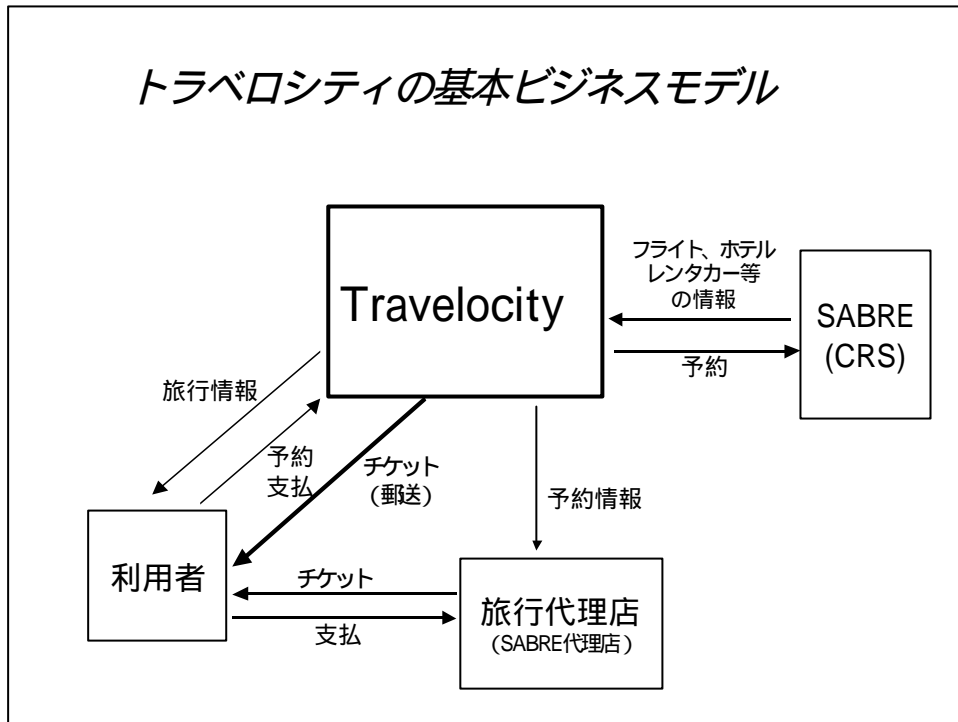 トラベロシティの基本ビジネスモデル
Travelocity
フライト、ホテル
レンタカー等
の情報
SABRE
(CRS)
予約
旅行情報
予約
支払
チケット
(郵送)
予約情報
利用者
チケット
支払
旅行代理店
(SABRE代理店)